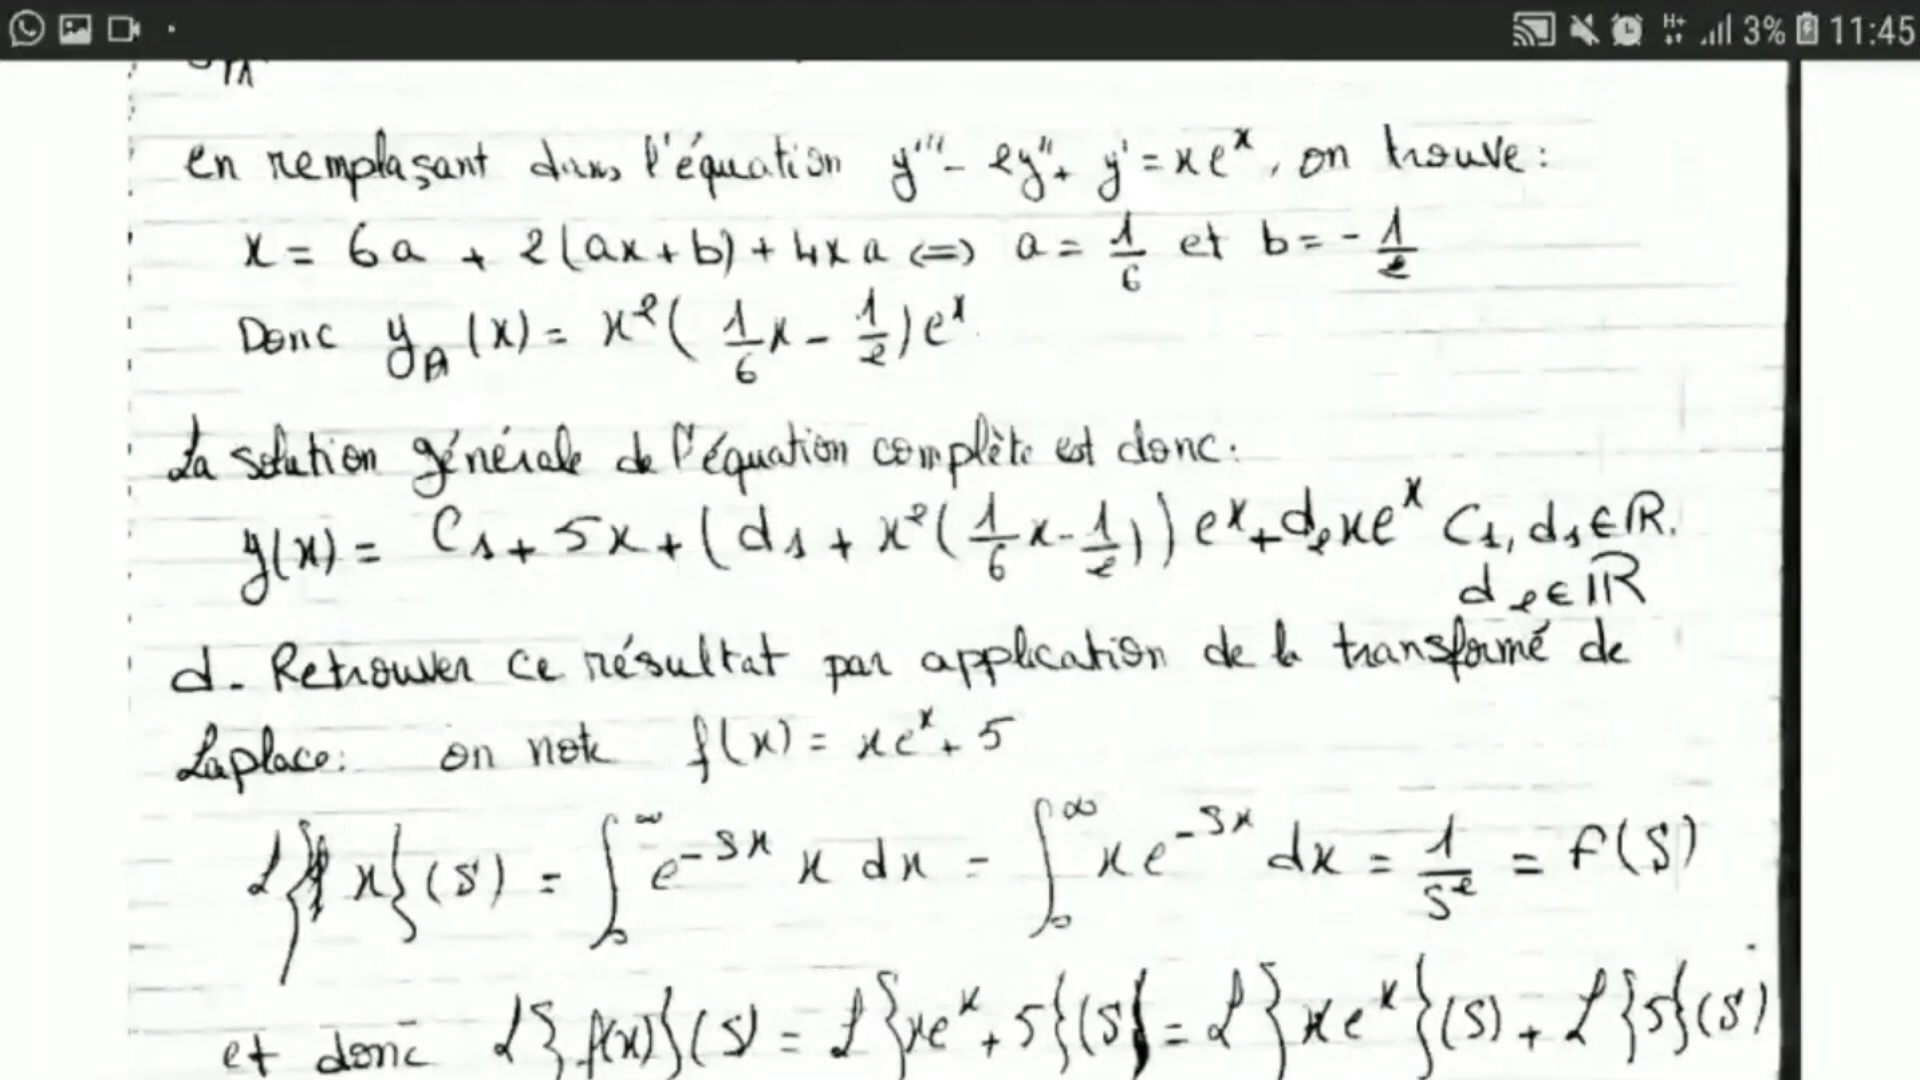 H+ 3% 11:45
en remplaşant dans l'équation y''' - 2y'' + y' = xe^x, on trouve :
x = 6a + 2(ax+b) + 4xa <=> a = 1/6 et b = - 1/2
Donc y_A(x) = x²( 1/6 x - 1/2 ) e^x
La solution générale de l'équation complète est donc.
y(x) = C₁ + 5x + ( d₁ + x²( 1/6 x - 1/2 )) e^x + d₂xe^x C₁, d₁ ∈ ℝ.
d₂ ∈ ℝ
d. Retrouver ce résultat par application de la transformé de
Laplace: on note f(x) = xe^x + 5
ℒ{x}(s) = ∫₀^∞ e^-sx x dx = ∫₀^∞ xe^-sx dx = 1/s² = F(s)
et donc ℒ{f(x)}(s) = ℒ{xe^x + 5}(s) = ℒ{xe^x}(s) + ℒ{5}(s)